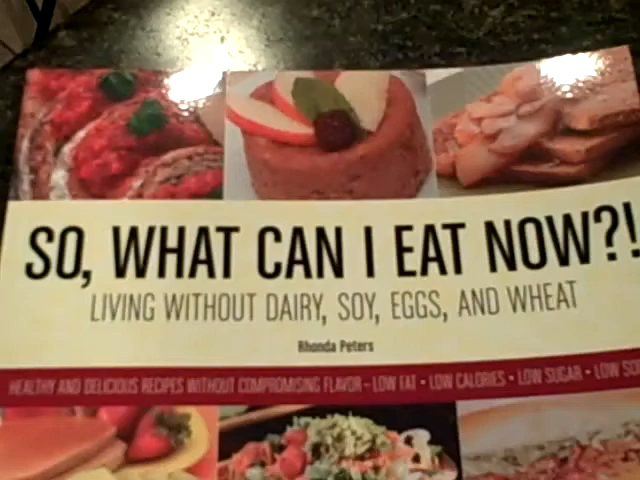 SO, WHAT CAN I EAT NOW?!
LIVING WITHOUT DAIRY, SOY, EGGS, AND WHEAT
Rhonda Peters
HEALTHY AND DELICIOUS RECIPES WITHOUT COMPROMISING FLAVOR - LOW FAT • LOW CALORIES • LOW SUGAR • LOW